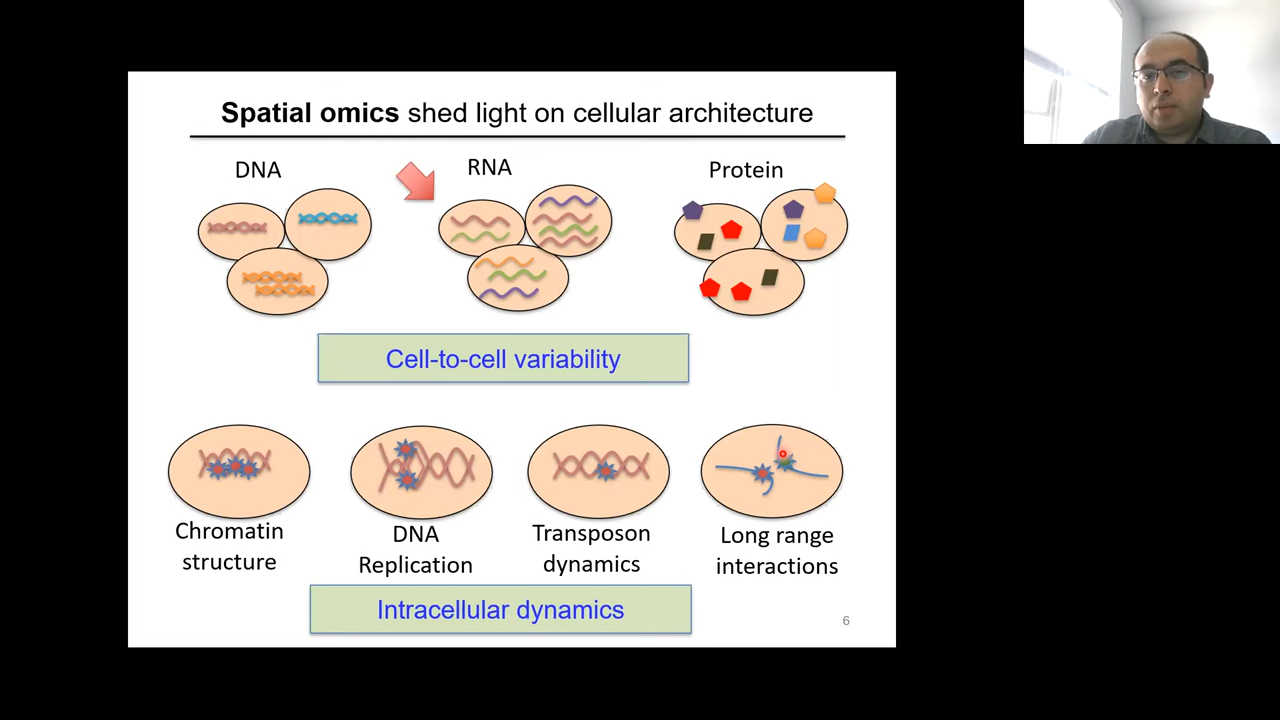 Spatial omics shed light on cellular architecture
DNA
RNA
Protein
Cell-to-cell variability
Chromatin
structure
DNA
Replication
Transposon
dynamics
Long range
interactions
Intracellular dynamics
6